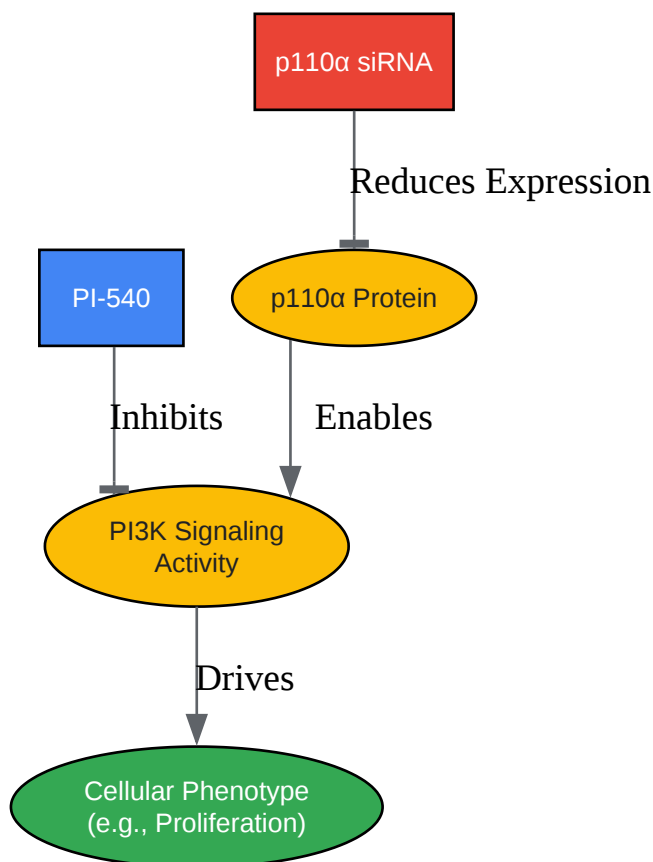 p110α siRNA
Reduces Expression
PI-540
p110α Protein
Inhibits
Enables
PI3K Signaling
Activity
Drives
Cellular Phenotype
(e.g., Proliferation)